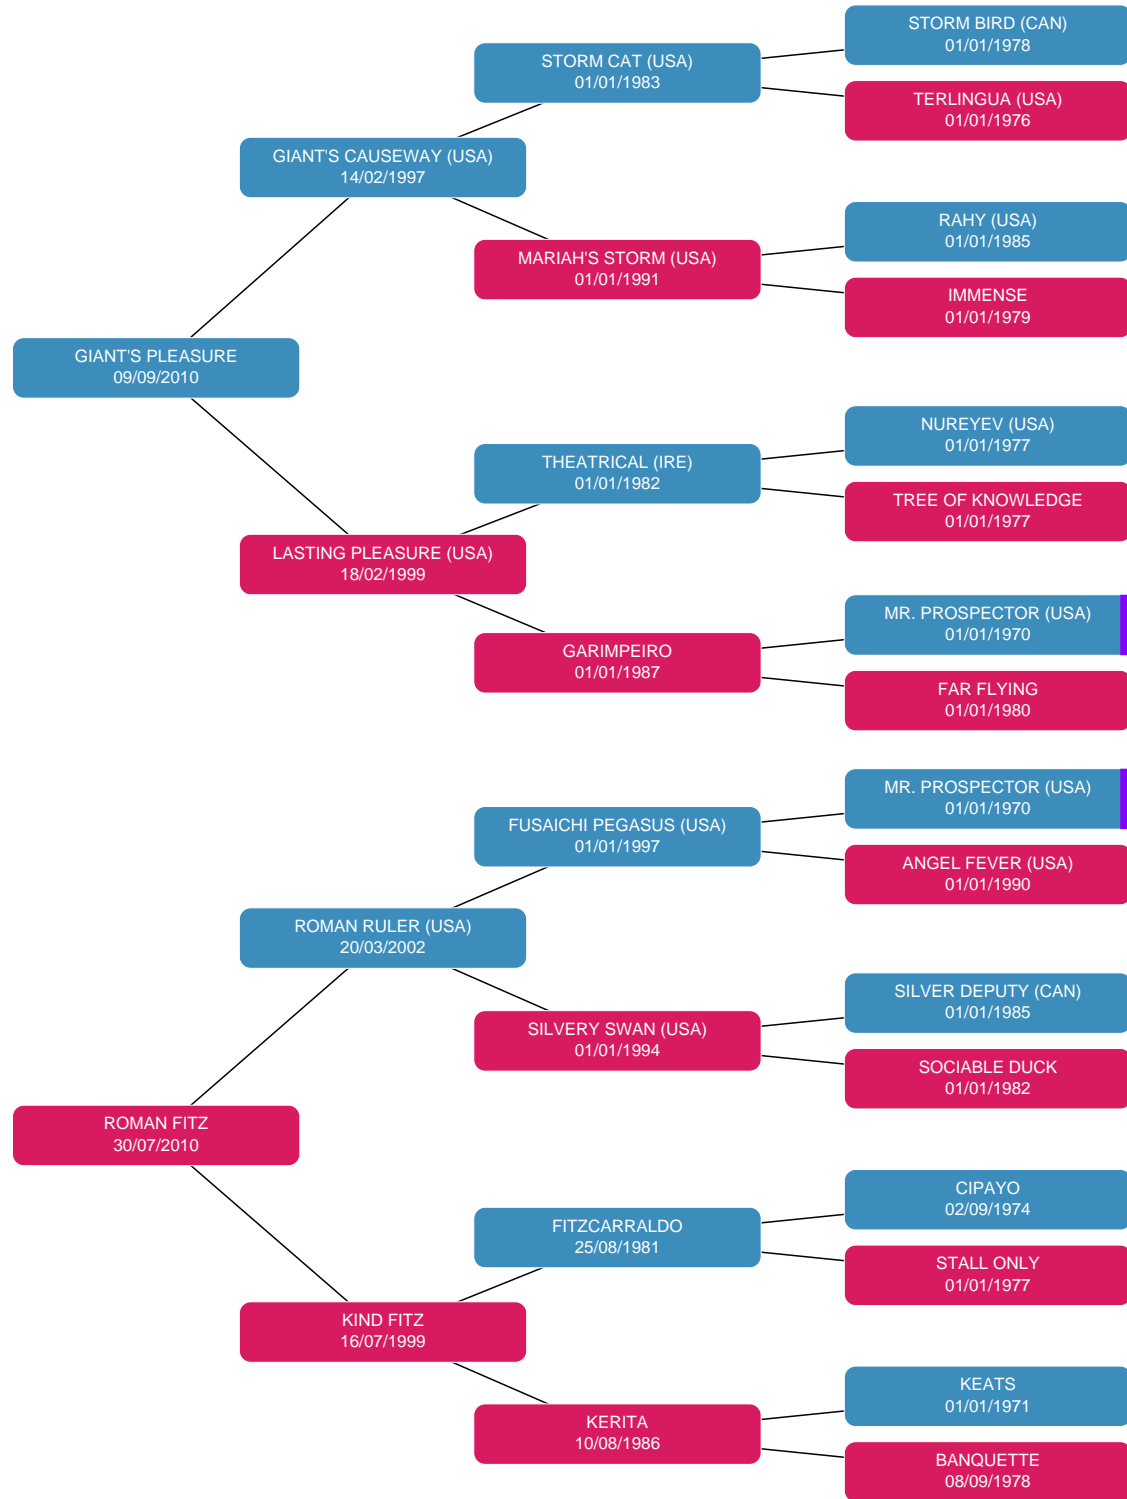 STORM BIRD (CAN)
01/01/1978
STORM CAT (USA)
01/01/1983
TERLINGUA (USA)
01/01/1976
GIANT'S CAUSEWAY (USA)
14/02/1997
RAHY (USA)
01/01/1985
MARIAH'S STORM (USA)
01/01/1991
IMMENSE
01/01/1979
GIANT'S PLEASURE
09/09/2010
NUREYEV (USA)
01/01/1977
THEATRICAL (IRE)
01/01/1982
TREE OF KNOWLEDGE
01/01/1977
LASTING PLEASURE (USA)
18/02/1999
MR. PROSPECTOR (USA)
01/01/1970
GARIMPEIRO
01/01/1987
FAR FLYING
01/01/1980
MR. PROSPECTOR (USA)
01/01/1970
FUSAICHI PEGASUS (USA)
01/01/1997
ANGEL FEVER (USA)
01/01/1990
ROMAN RULER (USA)
20/03/2002
SILVER DEPUTY (CAN)
01/01/1985
SILVERY SWAN (USA)
01/01/1994
SOCIABLE DUCK
01/01/1982
ROMAN FITZ
30/07/2010
CIPAYO
02/09/1974
FITZCARRALDO
25/08/1981
STALL ONLY
01/01/1977
KIND FITZ
16/07/1999
KEATS
01/01/1971
KERITA
10/08/1986
BANQUETTE
08/09/1978